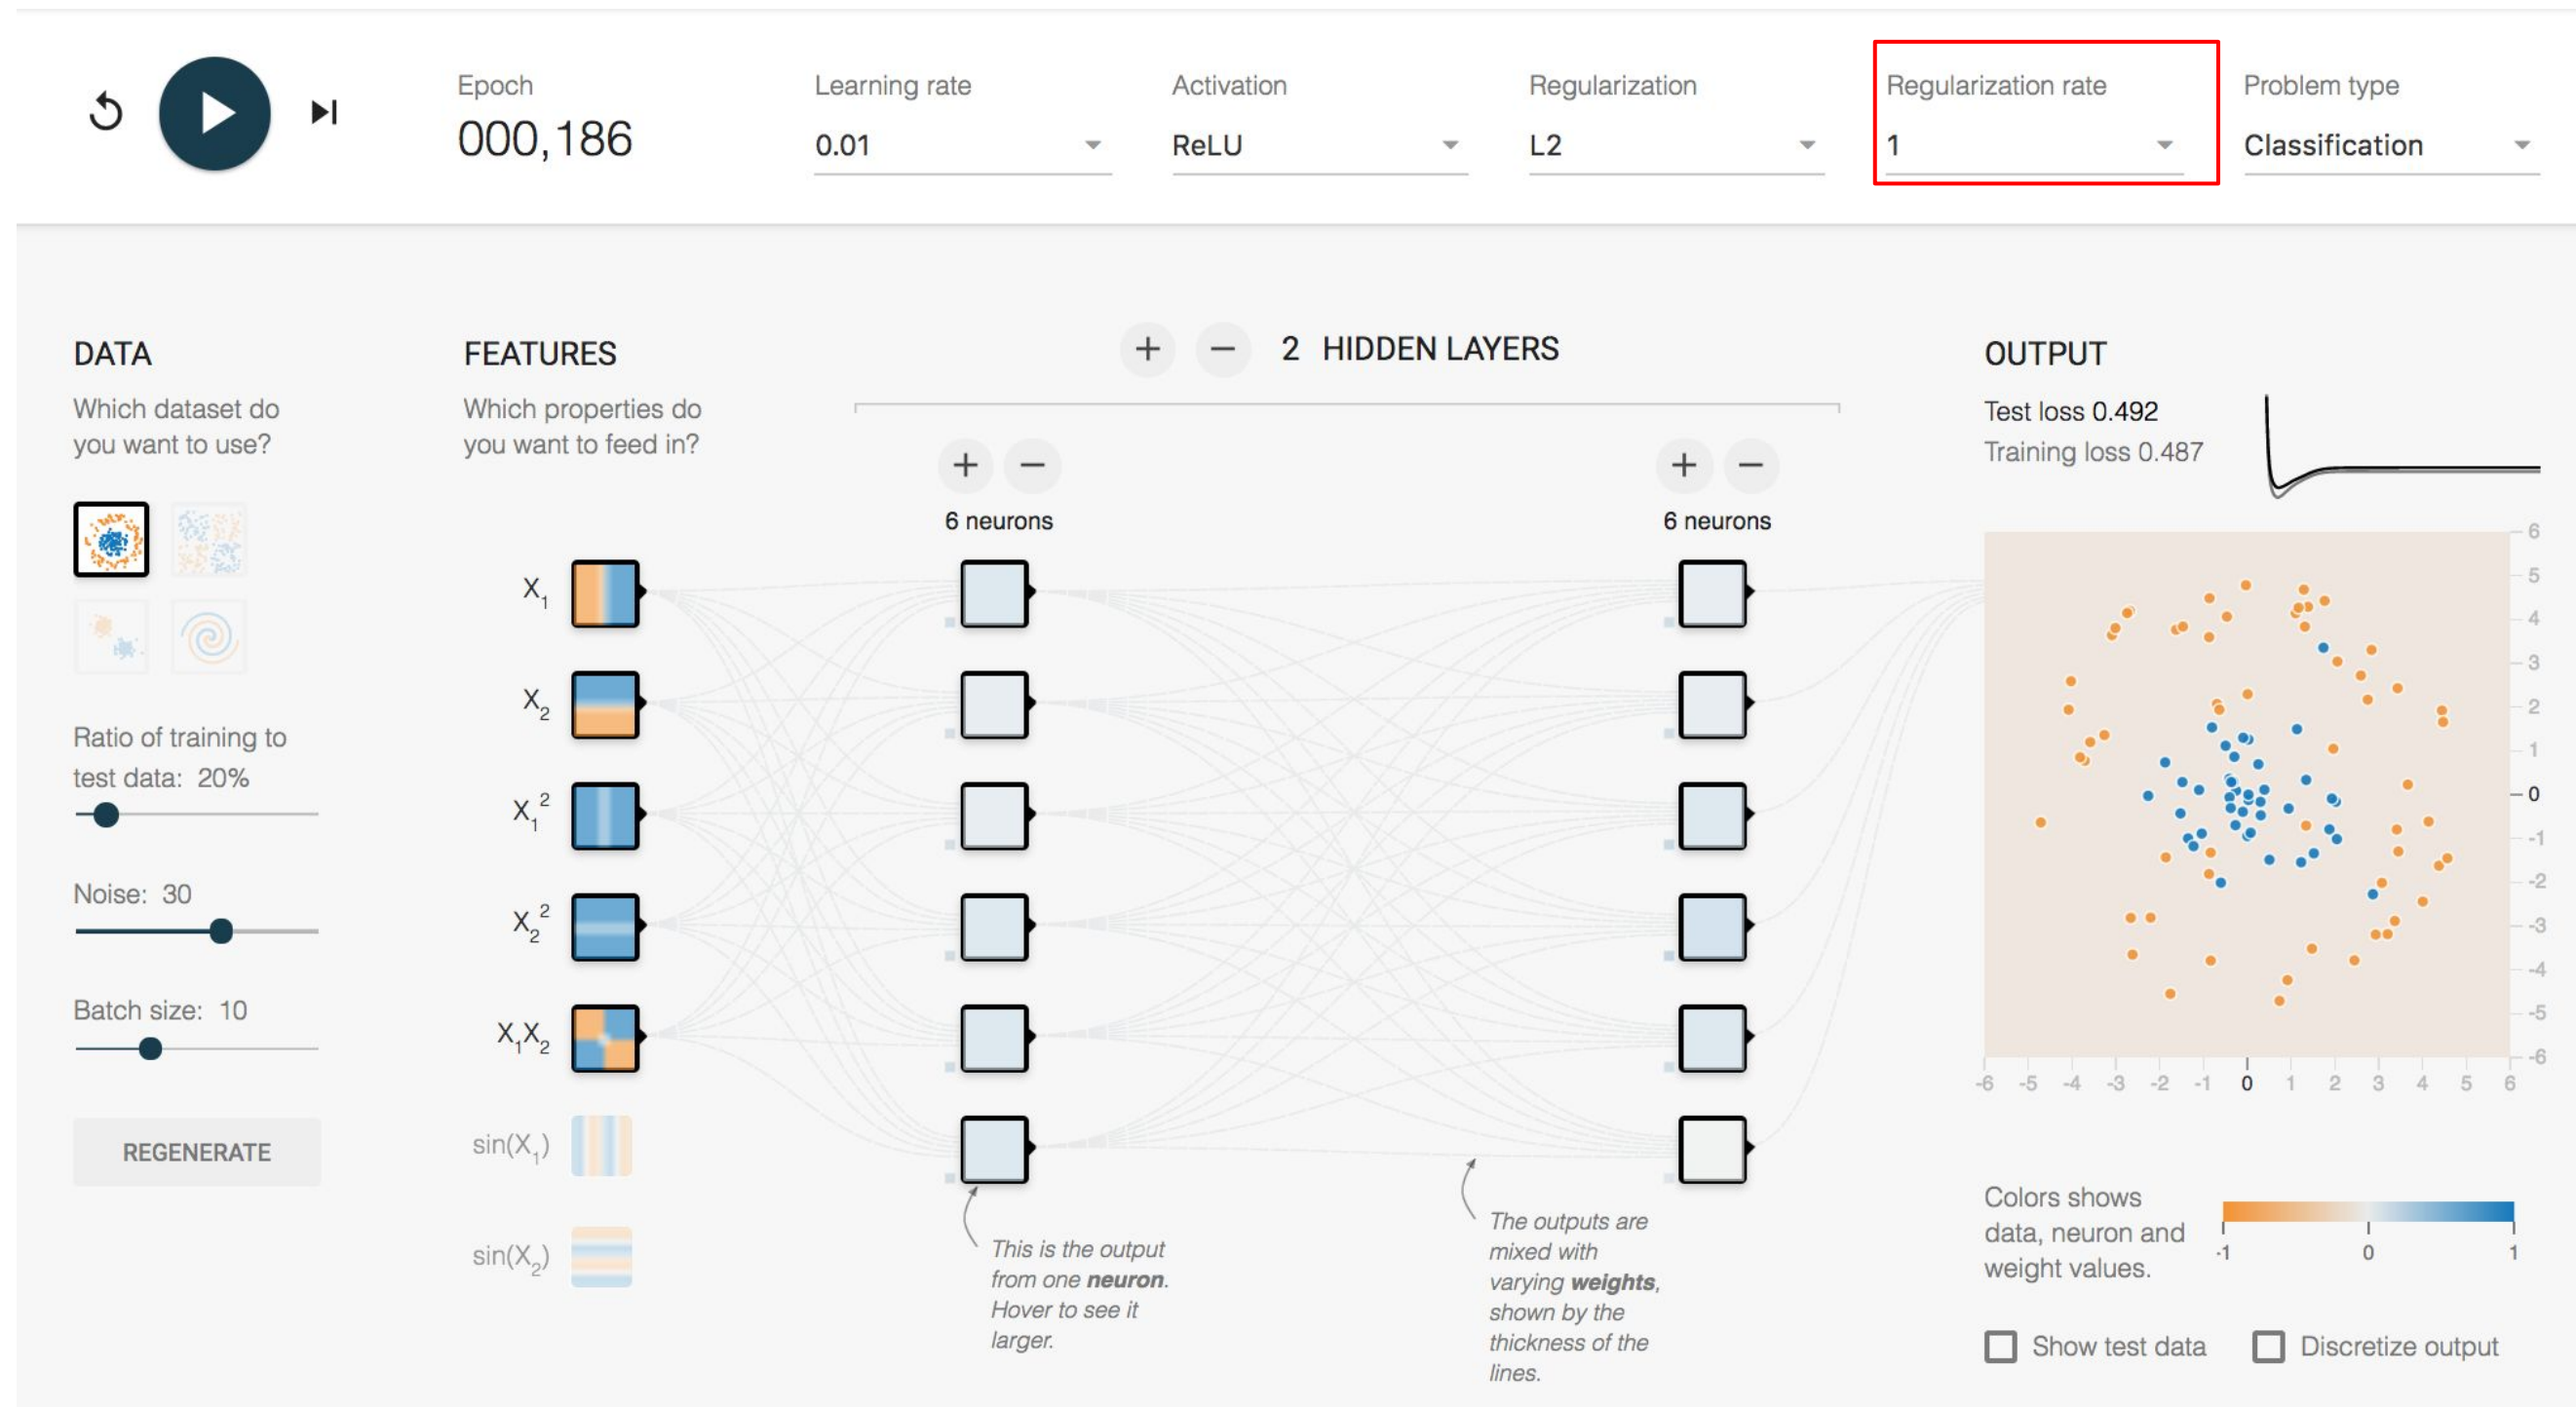 Epoch
000,186
Learning rate
0.01
Activation
ReLU
Regularization
L2
Regularization rate
1
Problem type
Classification
DATA
Which dataset do
you want to use?
Ratio of training to
test data: 20%
Noise: 30
Batch size: 10
REGENERATE
FEATURES
Which properties do
you want to feed in?
X1
X2
X1²
X2²
X1X2
sin(X1)
sin(X2)
+ − 2 HIDDEN LAYERS
+ −
6 neurons
+ −
6 neurons
This is the output
from one neuron.
Hover to see it
larger.
The outputs are
mixed with
varying weights,
shown by the
thickness of the
lines.
OUTPUT
Test loss 0.492
Training loss 0.487
6
5
4
3
2
1
0
-1
-2
-3
-4
-5
-6
-6 -5 -4 -3 -2 -1 0 1 2 3 4 5 6
Colors shows
data, neuron and
weight values.
-1 0 1
Show test data
Discretize output